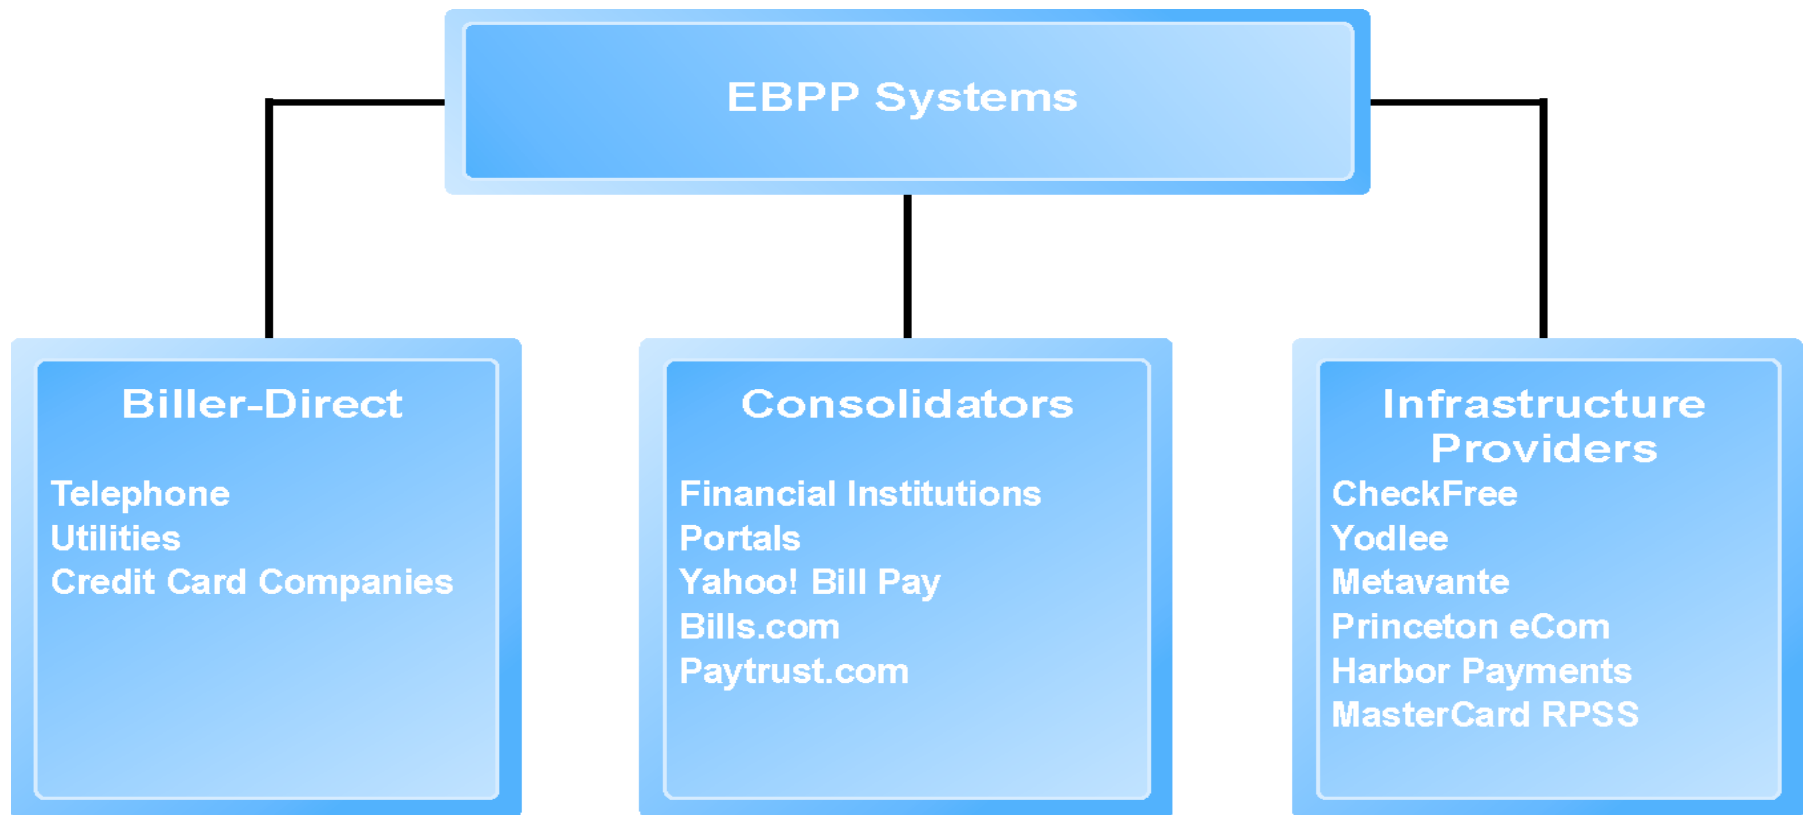 EBPP Systems
Biller-Direct
Telephone
Utilities
Credit Card Companies
Consolidators
Financial Institutions
Portals
Yahoo! Bill Pay
Bills.com
Paytrust.com
Infrastructure
Providers
CheckFree
Yodlee
Metavante
Princeton eCom
Harbor Payments
MasterCard RPSS